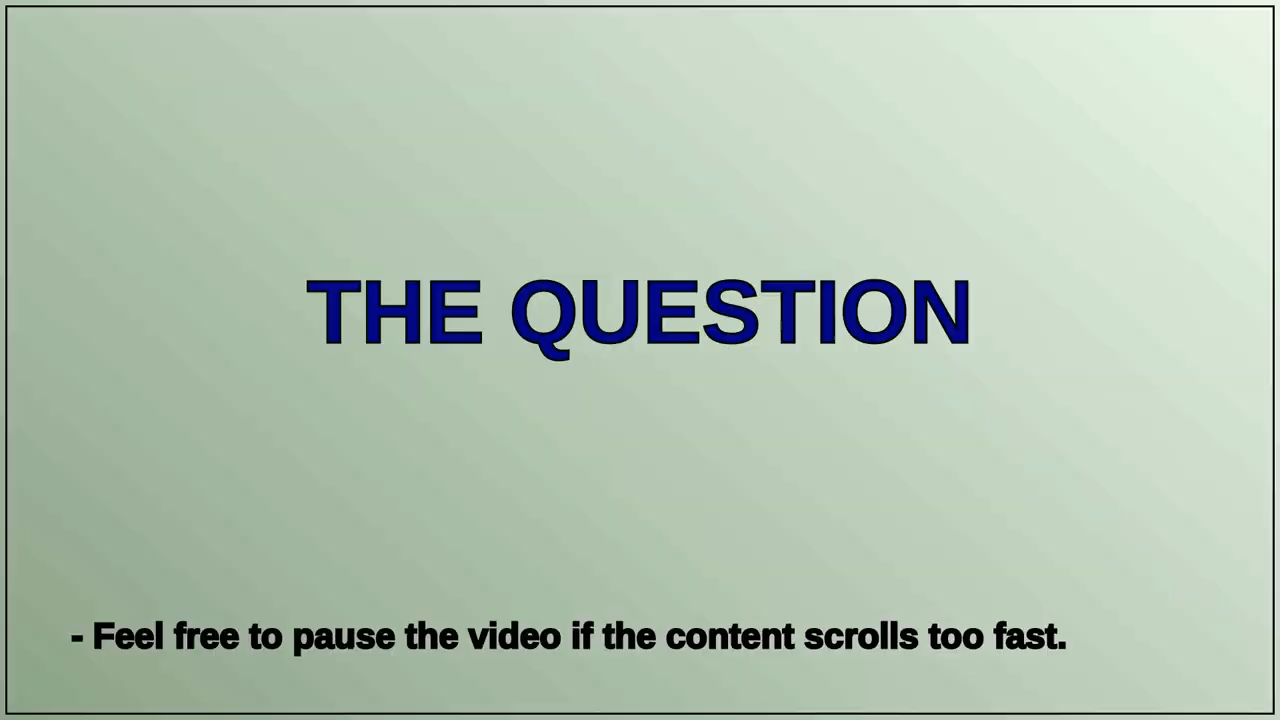 THE QUESTION
- Feel free to pause the video if the content scrolls too fast.